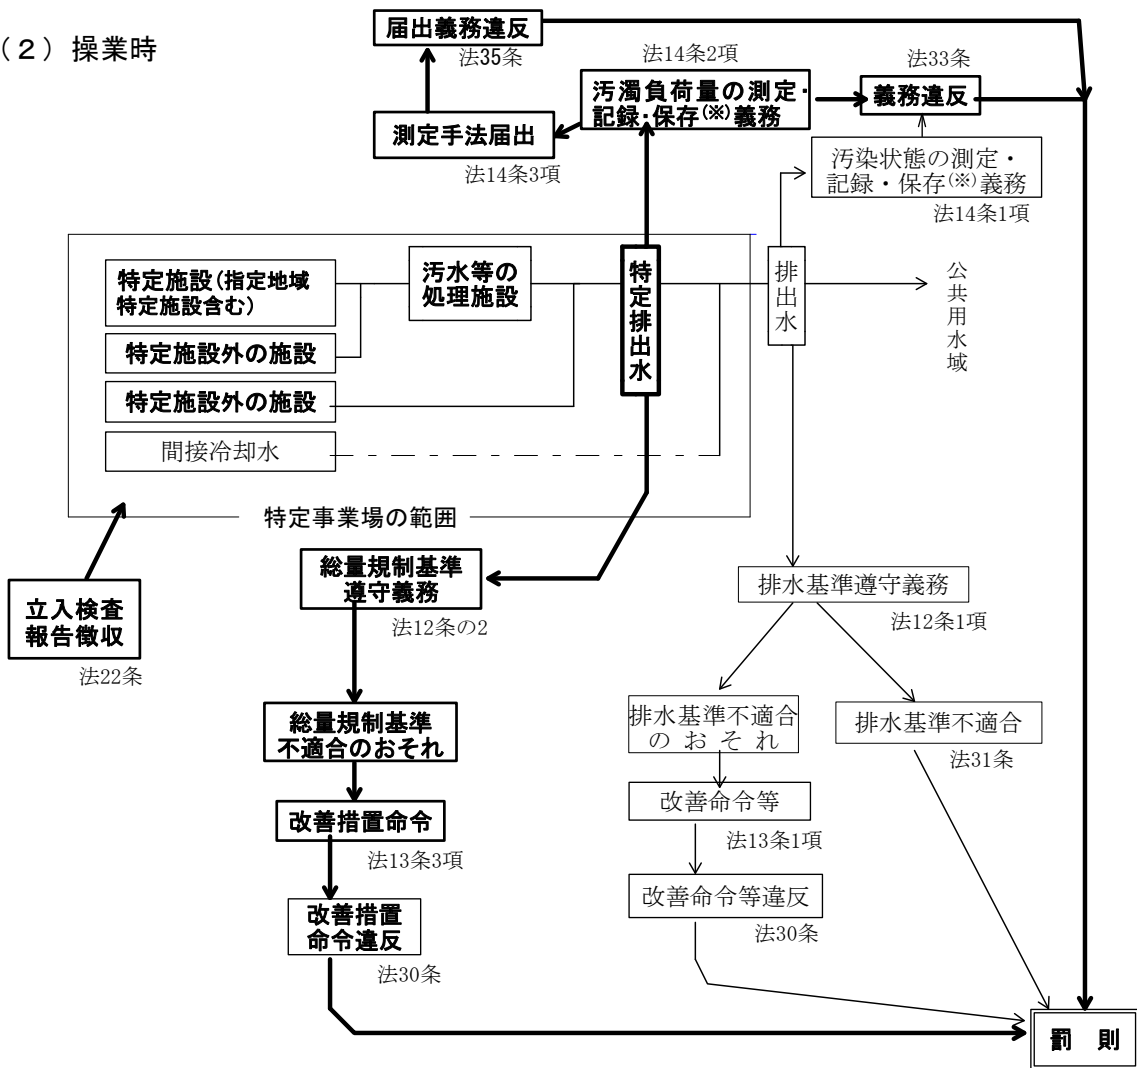 (2)操業時
届出義務違反
法35条
法14条2項
汚濁負荷量の測定・
記録・保存(※)義務
法33条
義務違反
測定手法届出
法14条3項
汚染状態の測定・
記録・保存(※)義務
法14条1項
特定施設(指定地域
特定施設含む)
汚水等の
処理施設
特定排出水
排出水
公共用水域
特定施設外の施設
特定施設外の施設
間接冷却水
特定事業場の範囲
立入検査
報告徴収
法22条
総量規制基準
遵守義務
法12条の2
排水基準遵守義務
法12条1項
総量規制基準
不適合のおそれ
排水基準不適合
のおそれ
排水基準不適合
法31条
改善措置命令
法13条3項
改善命令等
法13条1項
改善措置
命令違反
法30条
改善命令等違反
法30条
罰 則